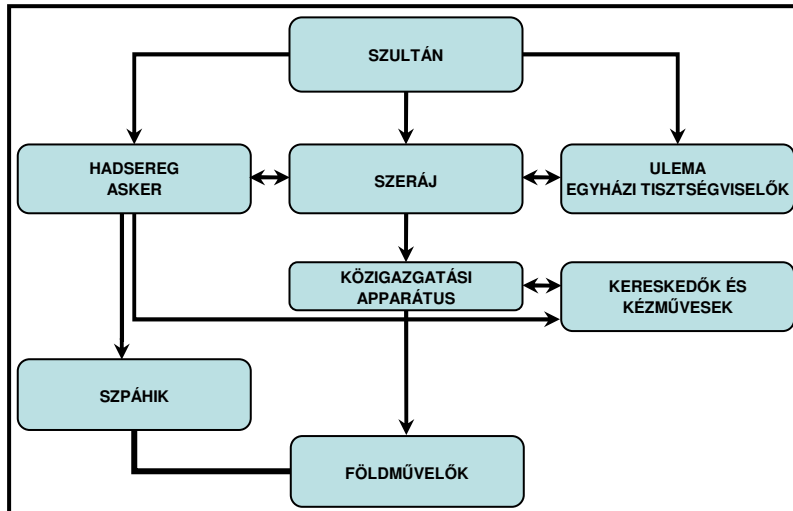 SZULTÁN
HADSEREG
ASKER
SZERÁJ
ULEMA
EGYHÁZI TISZTSÉGVISELŐK
KÖZIGAZGATÁSI
APPARÁTUS
KERESKEDŐK ÉS
KÉZMŰVESEK
SZPÁHIK
FÖLDMŰVELŐK